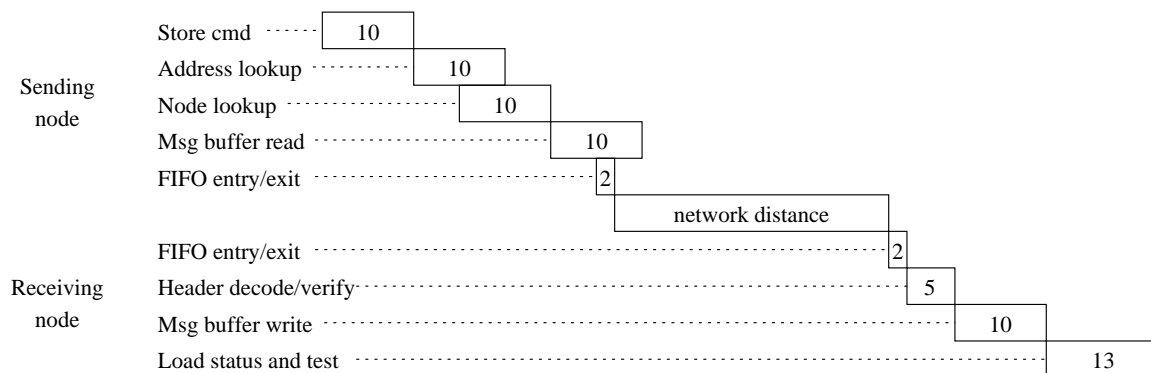 Store cmd 10
Address lookup 10
Sending
node
Node lookup 10
Msg buffer read 10
FIFO entry/exit 2
network distance
FIFO entry/exit 2
Receiving
node
Header decode/verify 5
Msg buffer write 10
Load status and test 13